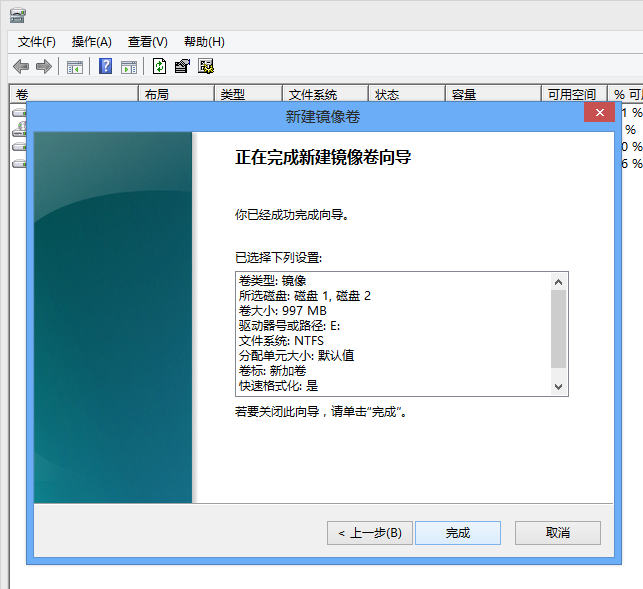 文件(F) 操作(A) 查看(V) 帮助(H)
卷 布局 类型 文件系统 状态 容量 可用空间 % 可
新建镜像卷
1 %
%
0 %
6 %
正在完成新建镜像卷向导
你已经成功完成向导。
已选择下列设置:
卷类型: 镜像
所选磁盘: 磁盘 1, 磁盘 2
卷大小: 997 MB
驱动器号或路径: E:
文件系统: NTFS
分配单元大小: 默认值
卷标: 新加卷
快速格式化: 是
若要关闭此向导，请单击“完成”。
< 上一步(B) 完成 取消